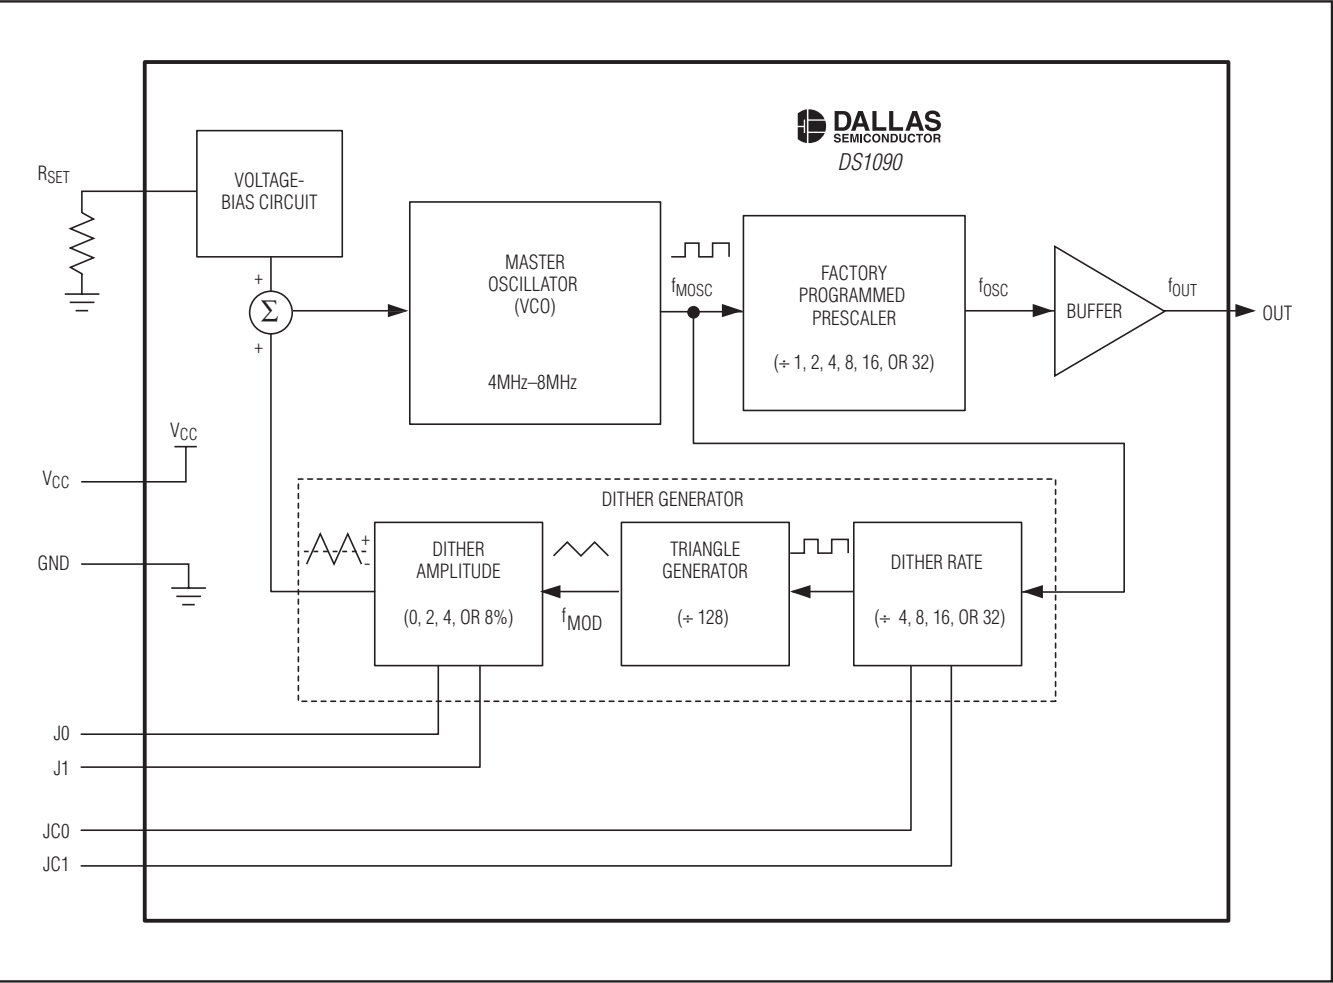 DALLAS
SEMICONDUCTOR
DS1090
RSET
VOLTAGE-
BIAS CIRCUIT
+
Σ
+
MASTER
OSCILLATOR
(VCO)
4MHz–8MHz
fMOSC
FACTORY
PROGRAMMED
PRESCALER
(÷ 1, 2, 4, 8, 16, OR 32)
fOSC
BUFFER
fOUT
OUT
VCC
VCC
GND
DITHER GENERATOR
+
-
DITHER
AMPLITUDE
(0, 2, 4, OR 8%)
fMOD
TRIANGLE
GENERATOR
(÷ 128)
DITHER RATE
(÷ 4, 8, 16, OR 32)
J0
J1
JC0
JC1